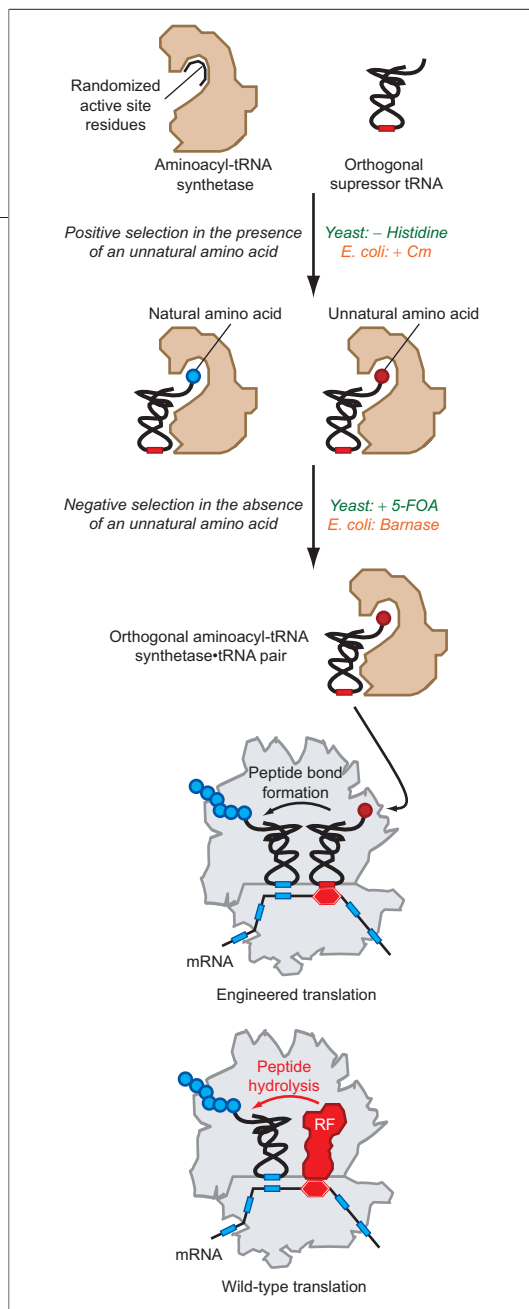 Randomized
active site
residues
Aminoacyl-tRNA
synthetase
Orthogonal
supressor tRNA
Positive selection in the presence
of an unnatural amino acid
Yeast: – Histidine
E. coli: + Cm
Natural amino acid
Unnatural amino acid
Negative selection in the absence
of an unnatural amino acid
Yeast: + 5-FOA
E. coli: Barnase
Orthogonal aminoacyl-tRNA
synthetase•tRNA pair
Peptide bond
formation
mRNA
Engineered translation
Peptide
hydrolysis
RF
mRNA
Wild-type translation